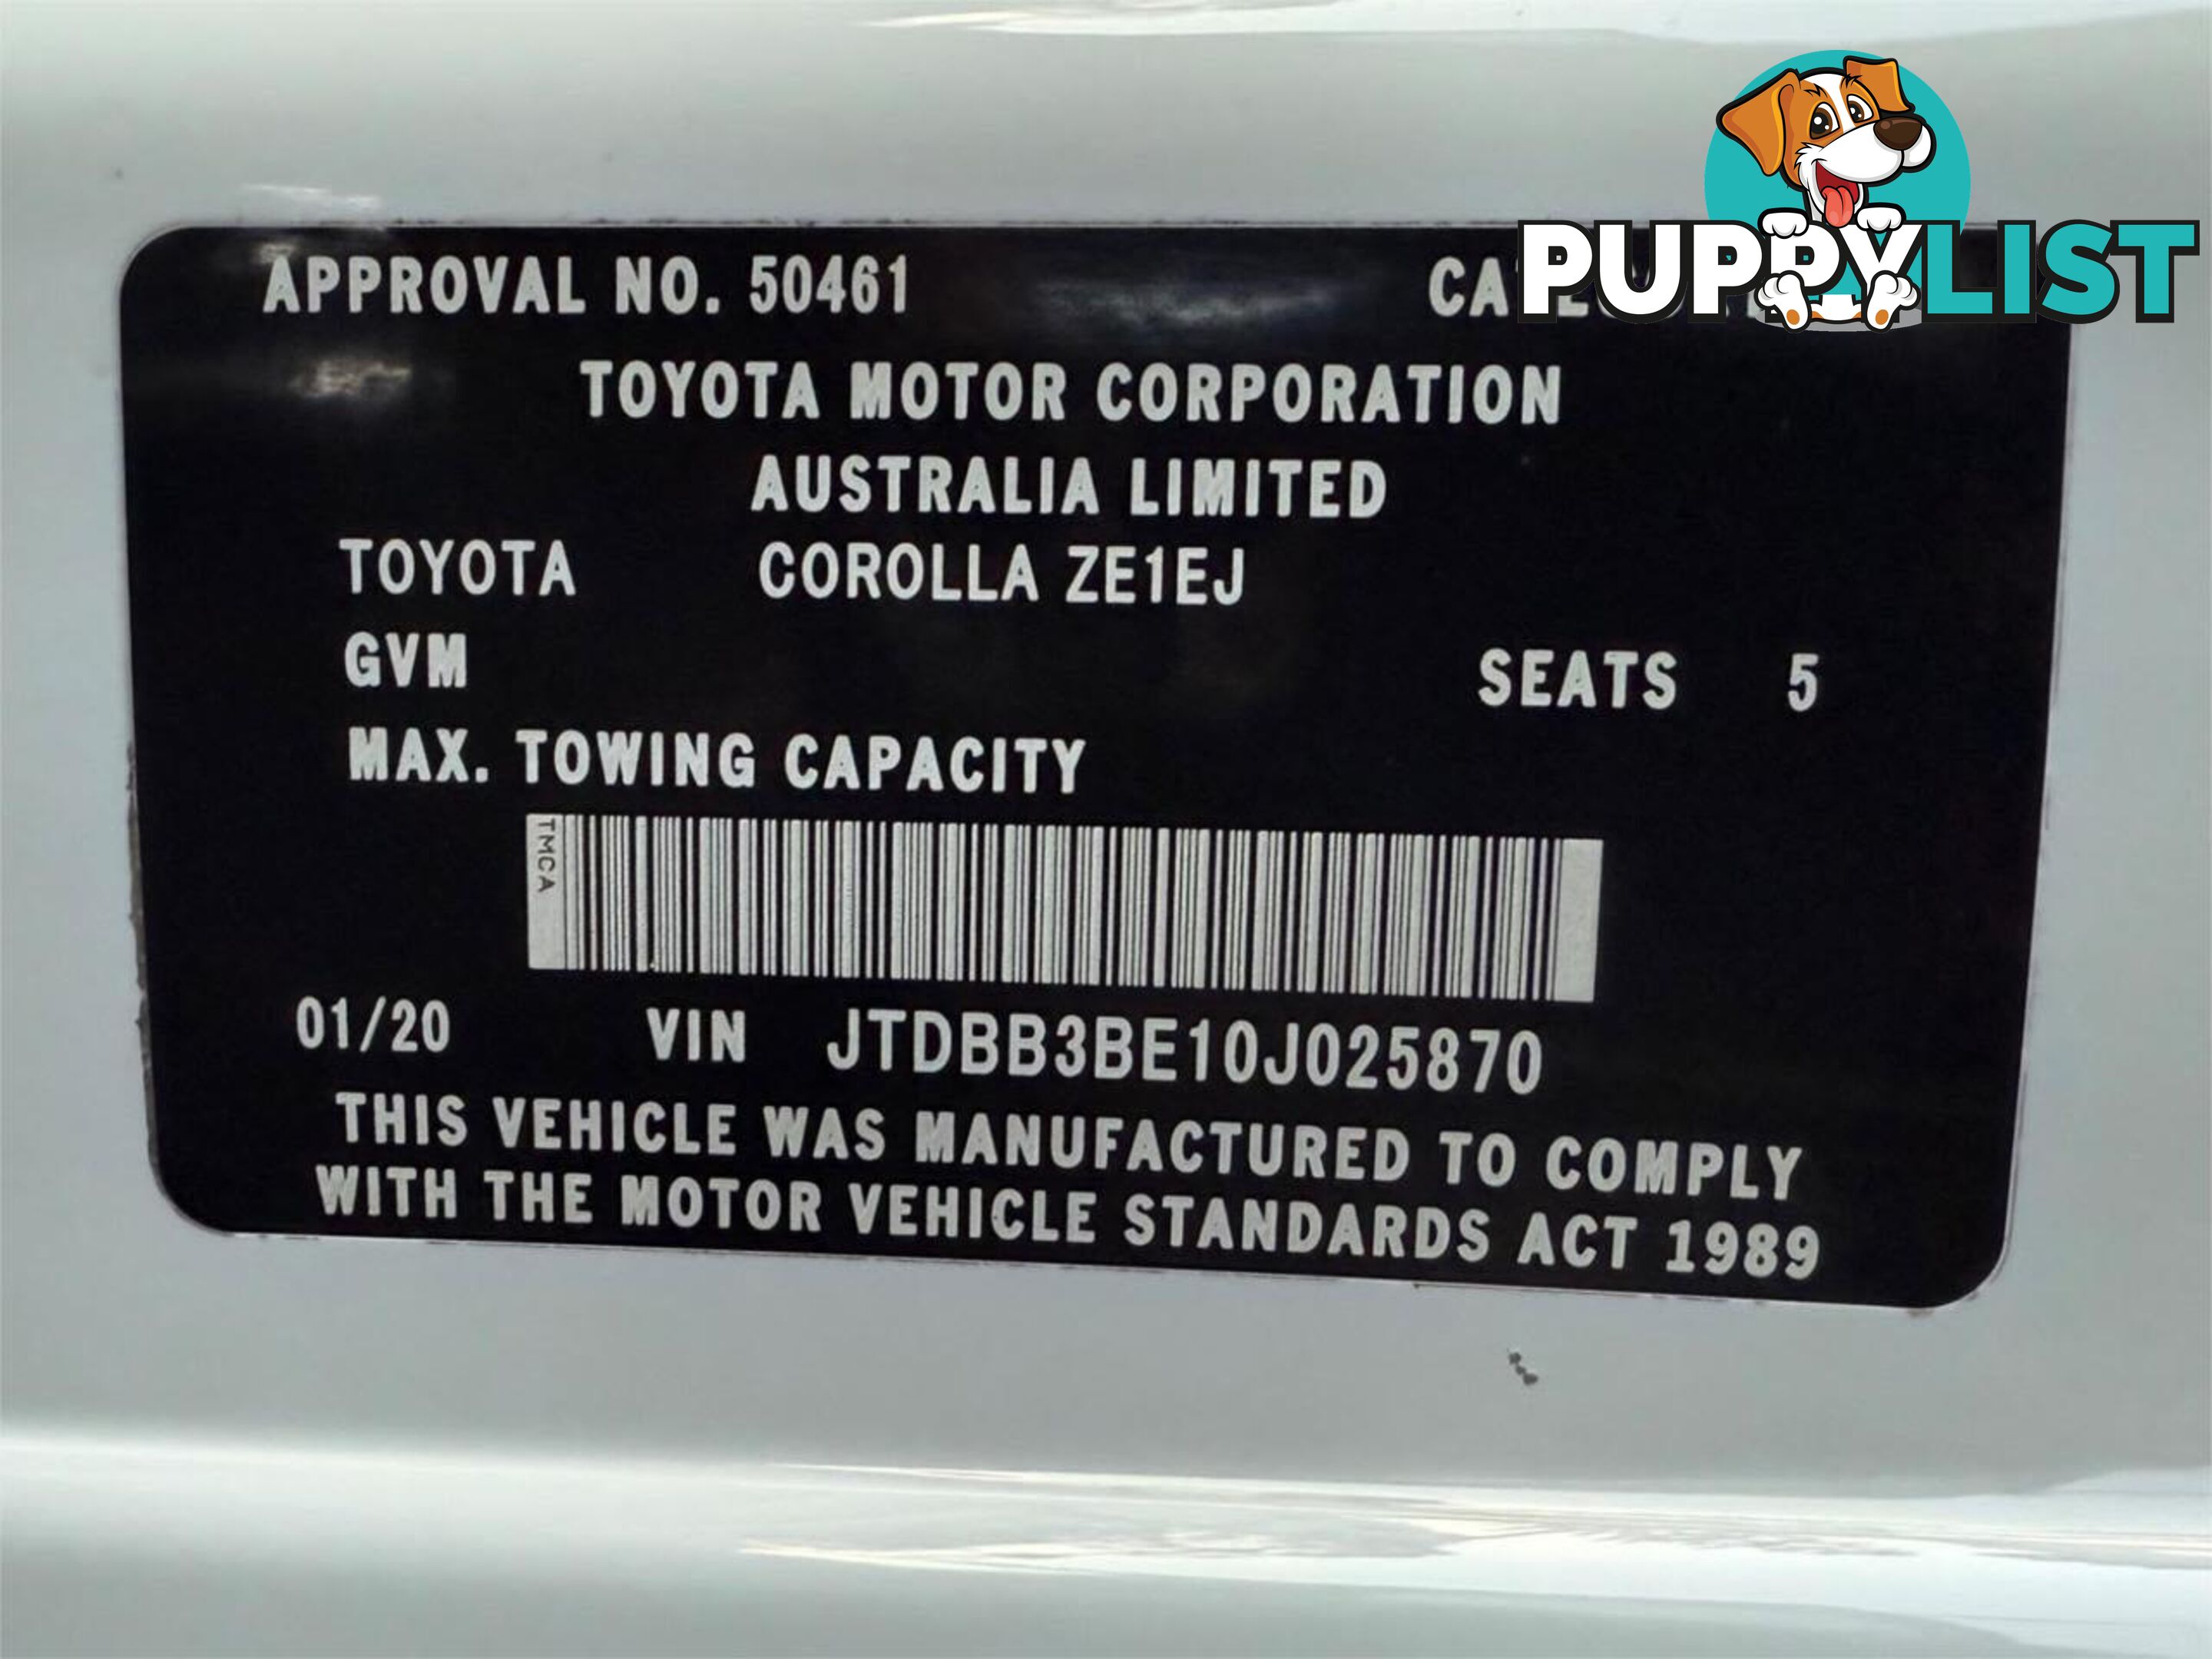 PUPPYLIST
APPROVAL NO. 50461
TOYOTA MOTOR CORPORATION
AUSTRALIA LIMITED
TOYOTA COROLLA ZE1EJ
GVM SEATS 5
MAX. TOWING CAPACITY
TMCA
01/20 VIN JTDBB3BE10J025870
THIS VEHICLE WAS MANUFACTURED TO COMPLY
WITH THE MOTOR VEHICLE STANDARDS ACT 1989